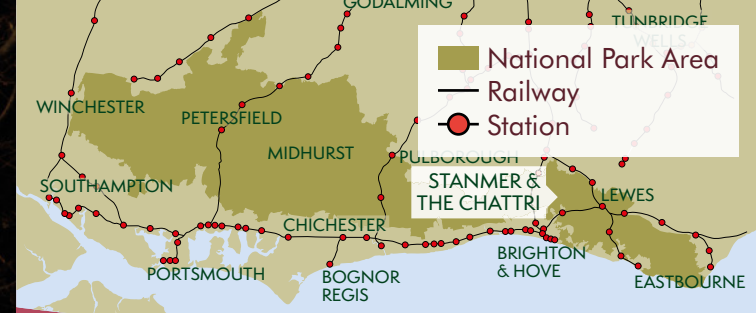 GODALMING
TUNBRIDGE
WELLS
National Park Area
Railway
Station
WINCHESTER
PETERSFIELD
MIDHURST
PULBOROUGH
STANMER &
THE CHATTRI
SOUTHAMPTON
LEWES
CHICHESTER
PORTSMOUTH
BOGNOR
REGIS
BRIGHTON
& HOVE
EASTBOURNE